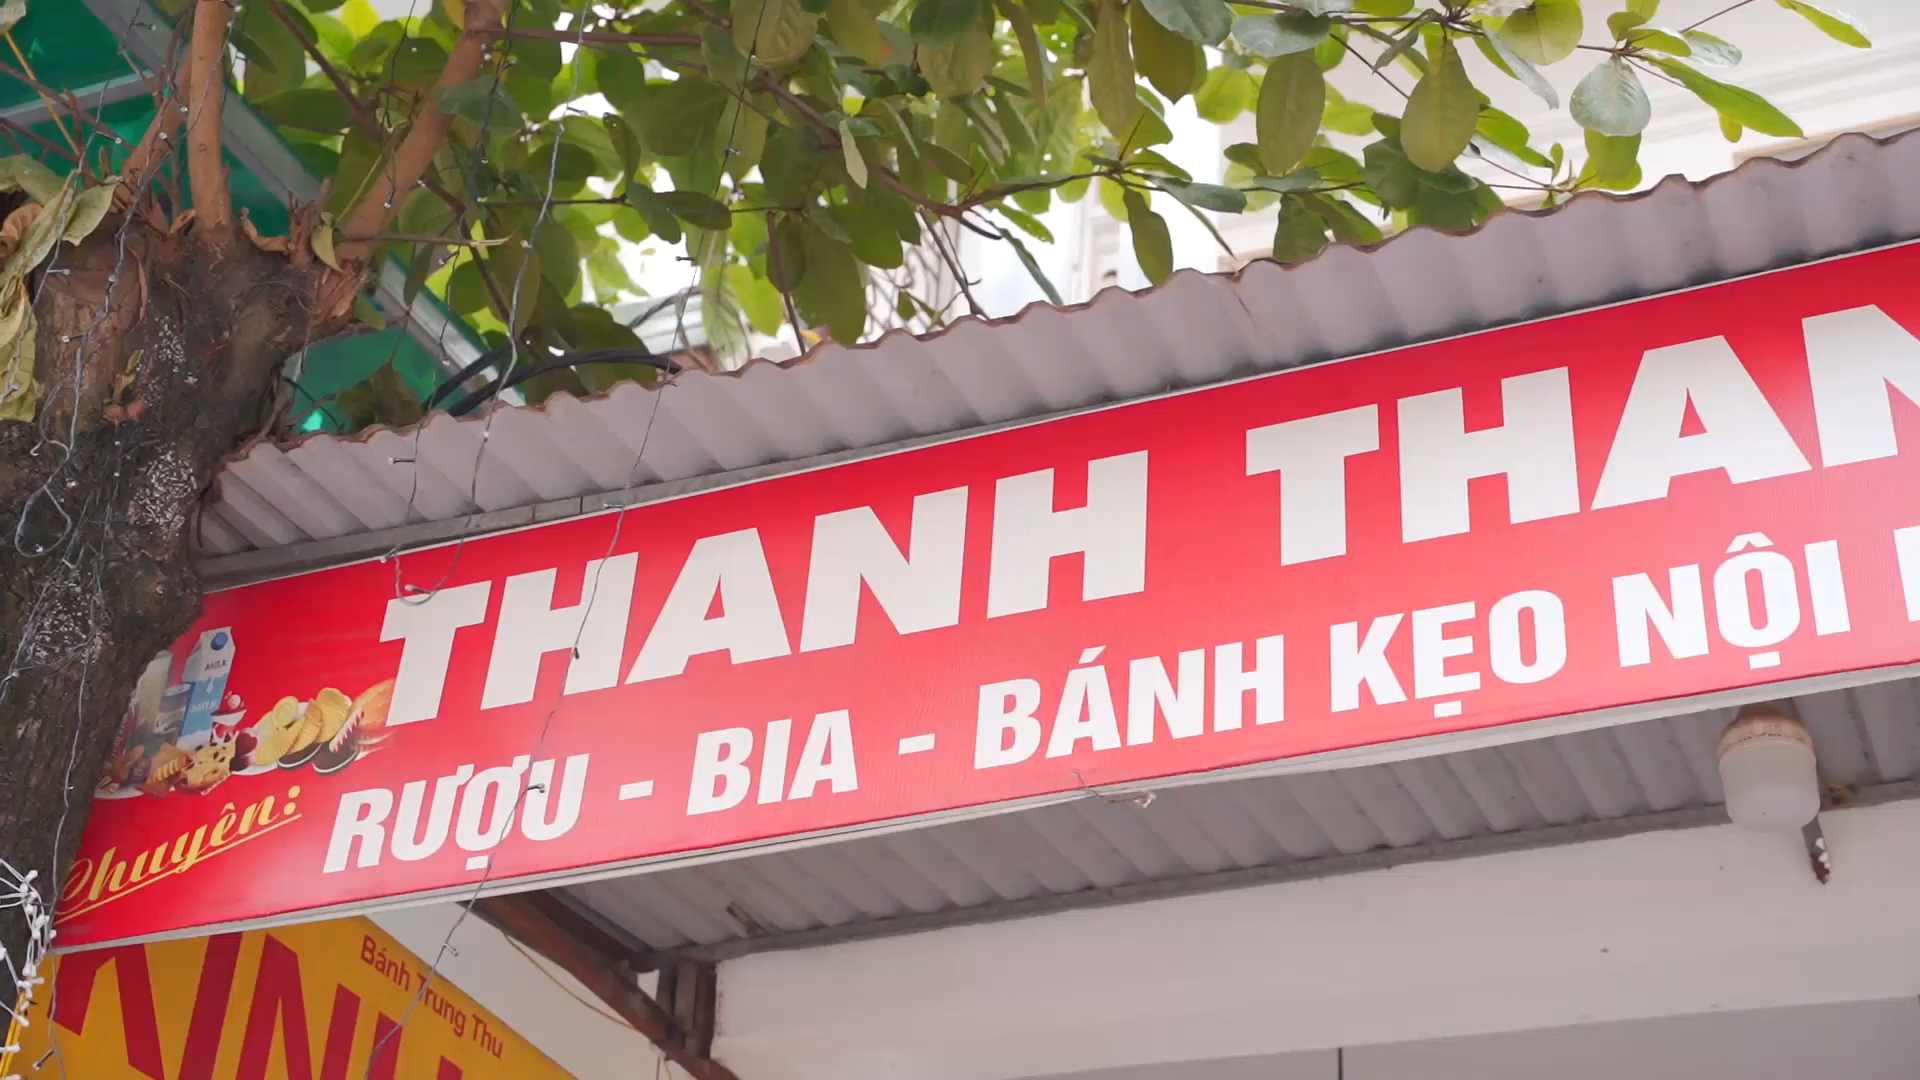 THANH THAN
Chuyên:
RƯỢU - BIA - BÁNH KẸO NỘI
Bánh Trung Thu